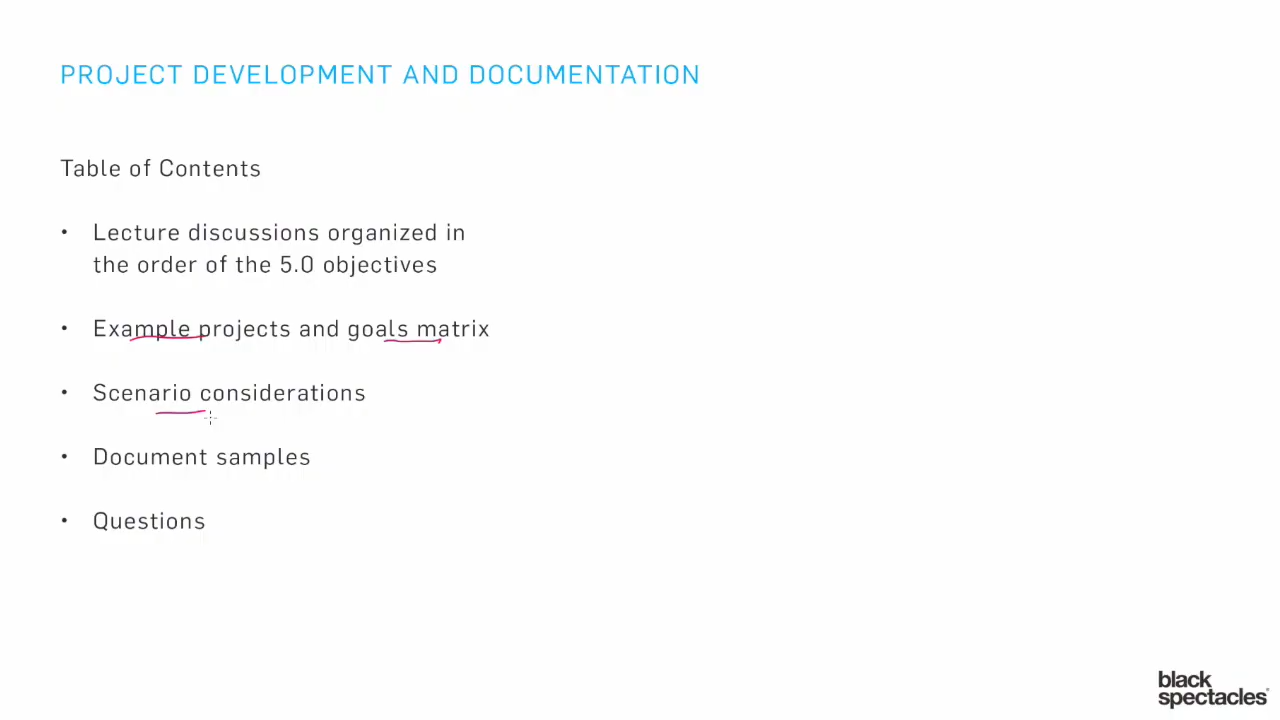 PROJECT DEVELOPMENT AND DOCUMENTATION
Table of Contents
• Lecture discussions organized in
the order of the 5.0 objectives
• Example projects and goals matrix
• Scenario considerations
• Document samples
• Questions
black
spectacles